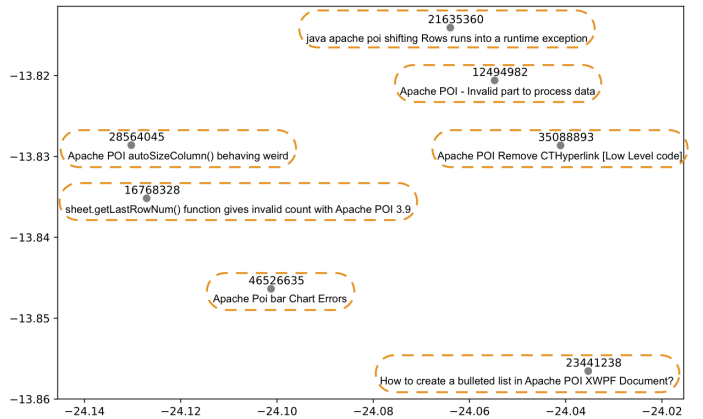 21635360
java apache poi shifting Rows runs into a runtime exception
12494982
Apache POI - Invalid part to process data
−13.82
28564045
Apache POI autoSizeColumn() behaving weird
35088893
Apache POI Remove CTHyperlink [Low Level code]
−13.83
16768328
sheet.getLastRowNum() function gives invalid count with Apache POI 3.9
−13.84
46526635
Apache Poi bar Chart Errors
−13.85
23441238
How to create a bulleted list in Apache POI XWPF Document?
−13.86
−24.14 −24.12 −24.10 −24.08 −24.06 −24.04 −24.02